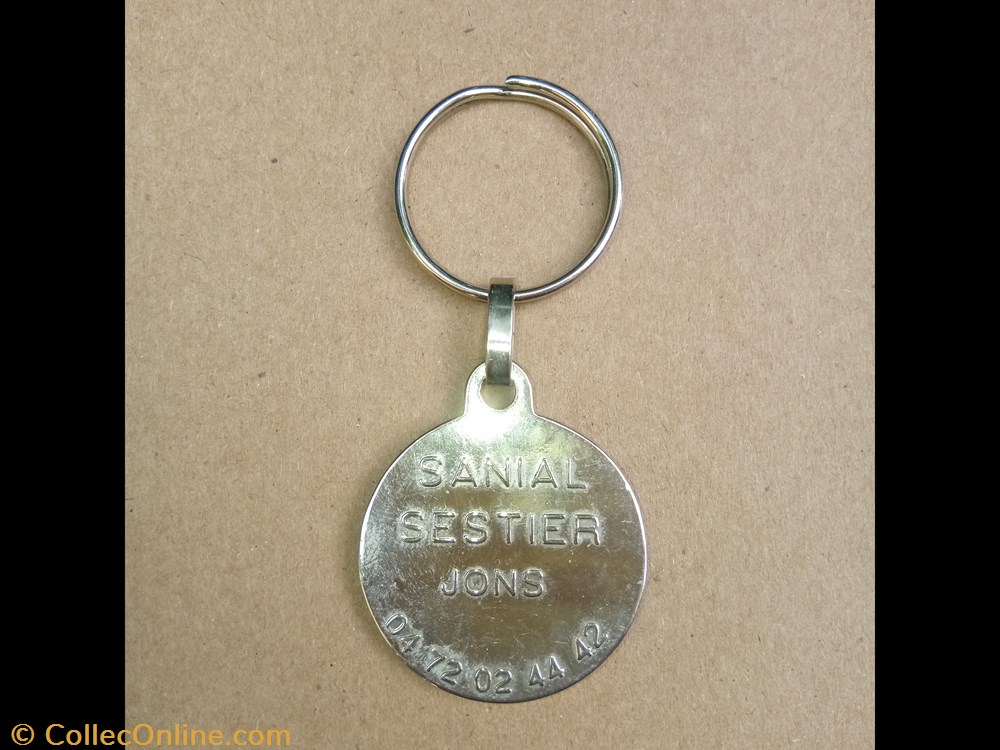 SANIAL
SESTIER
JONS
04 72 02 44 42
© CollecOnline.com